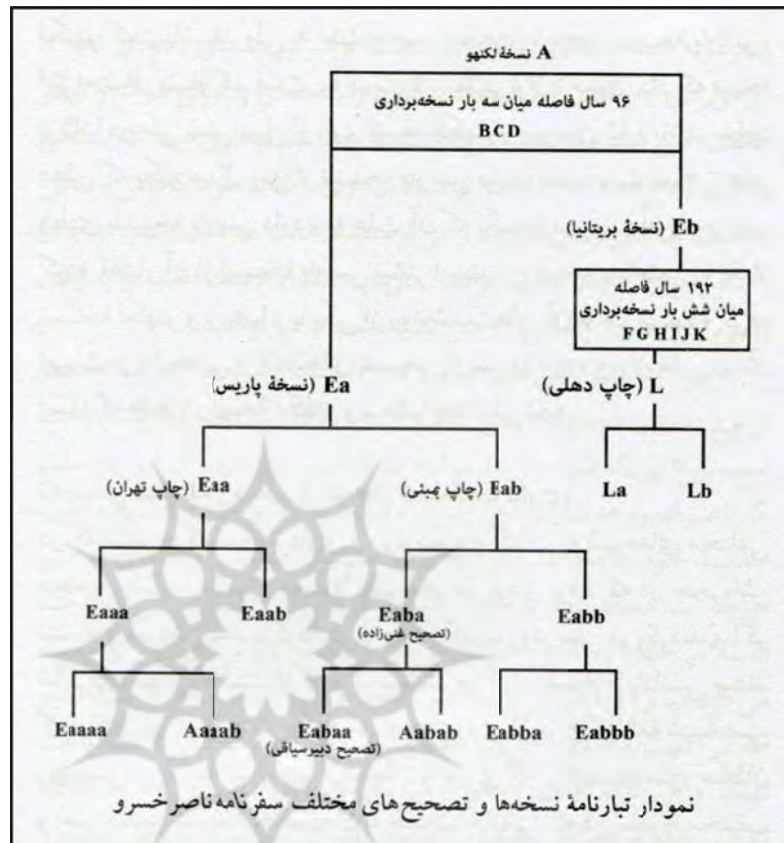 A نسخهٔ لکنهو
۹۶ سال فاصله میان سه بار نسخه‌برداری
B C D
Eb (نسخهٔ بریتانیا)
۱۹۲ سال فاصله
میان شش بار نسخه‌برداری
F G H I J K
Ea (نسخهٔ پاریس)
L (چاپ دهلی)
Eaa (چاپ تهران)
Eab (چاپ بمبئی)
La
Lb
Eaaa
Eaab
Eaba
(تصحیح غنی‌زاده)
Eabb
Eaaaa
Aaaab
Eabaa
(تصحیح دبیرسیاقی)
Aabab
Eabba
Eabbb
نمودار تبارنامهٔ نسخه‌ها و تصحیح‌های مختلف سفرنامه ناصرخسرو